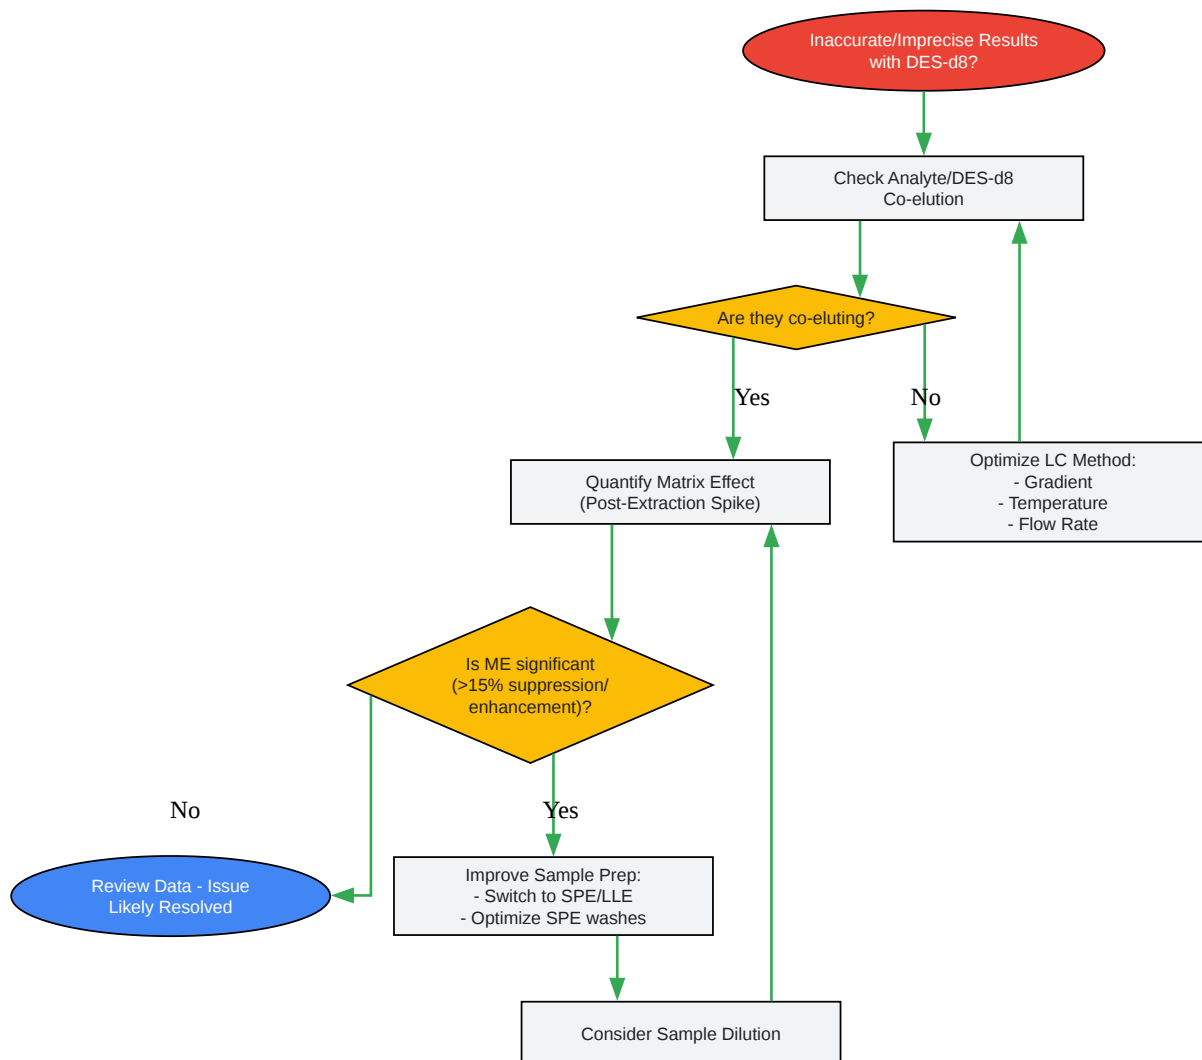 Inaccurate/Imprecise Results
with DES-d8?
Check Analyte/DES-d8
Co-elution
Are they co-eluting?
Yes
No
Optimize LC Method:
- Gradient
- Temperature
- Flow Rate
Quantify Matrix Effect
(Post-Extraction Spike)
Is ME significant
(>15% suppression/
enhancement)?
No
Yes
Review Data - Issue
Likely Resolved
Improve Sample Prep:
- Switch to SPE/LLE
- Optimize SPE washes
Consider Sample Dilution